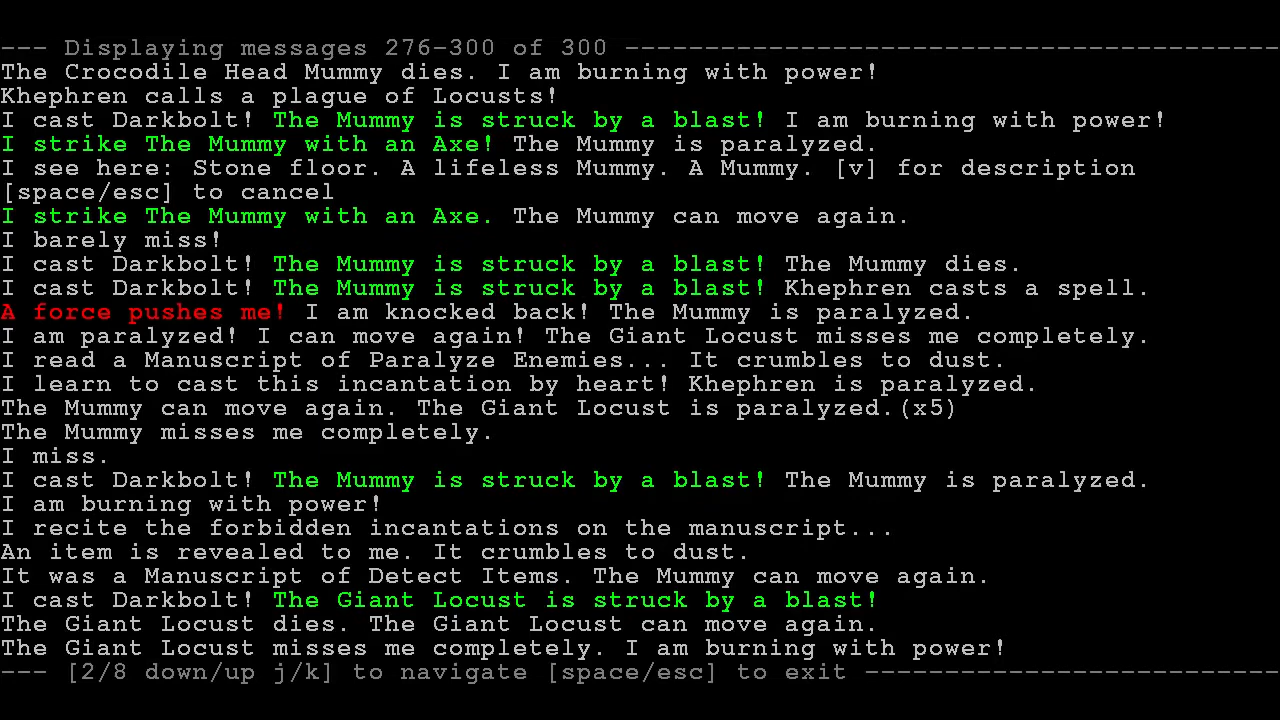 --- Displaying messages 276-300 of 300 -----------------------------------------
The Crocodile Head Mummy dies. I am burning with power!
Khephren calls a plague of Locusts!
I cast Darkbolt! The Mummy is struck by a blast! I am burning with power!
I strike The Mummy with an Axe! The Mummy is paralyzed.
I see here: Stone floor. A lifeless Mummy. A Mummy. [v] for description
[space/esc] to cancel
I strike The Mummy with an Axe. The Mummy can move again.
I barely miss!
I cast Darkbolt! The Mummy is struck by a blast! The Mummy dies.
I cast Darkbolt! The Mummy is struck by a blast! Khephren casts a spell.
A force pushes me! I am knocked back! The Mummy is paralyzed.
I am paralyzed! I can move again! The Giant Locust misses me completely.
I read a Manuscript of Paralyze Enemies... It crumbles to dust.
I learn to cast this incantation by heart! Khephren is paralyzed.
The Mummy can move again. The Giant Locust is paralyzed.(x5)
The Mummy misses me completely.
I miss.
I cast Darkbolt! The Mummy is struck by a blast! The Mummy is paralyzed.
I am burning with power!
I recite the forbidden incantations on the manuscript...
An item is revealed to me. It crumbles to dust.
It was a Manuscript of Detect Items. The Mummy can move again.
I cast Darkbolt! The Giant Locust is struck by a blast!
The Giant Locust dies. The Giant Locust can move again.
The Giant Locust misses me completely. I am burning with power!
--- [2/8 down/up j/k] to navigate [space/esc] to exit --------------------------